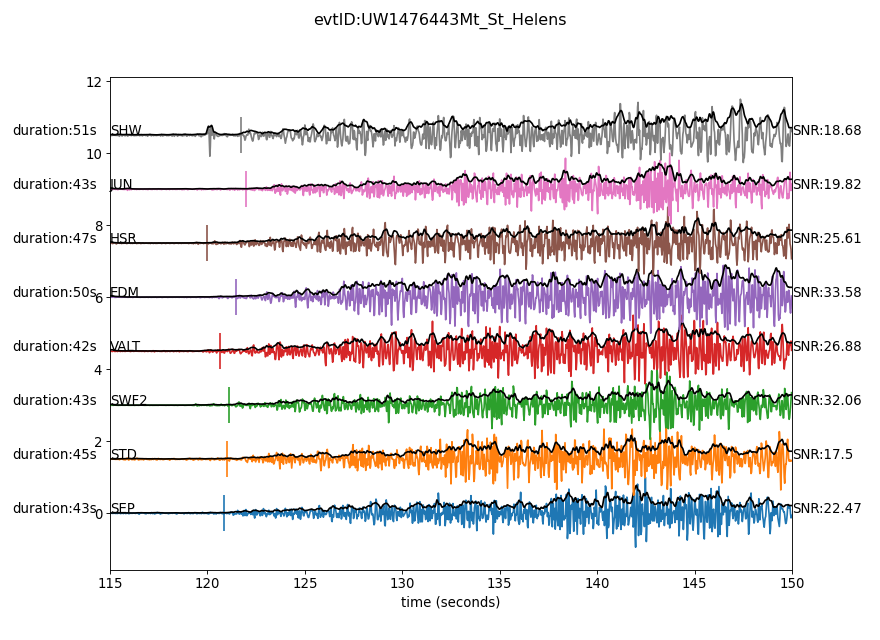 evtID:UW1476443Mt_St_Helens
12
duration:51s SHW SNR:18.68
10
duration:43s JUN SNR:19.82
8
duration:47s HSR SNR:25.61
duration:50s EDM SNR:33.58
6
duration:42s VALT SNR:26.88
4
duration:43s SWF2 SNR:32.06
2
duration:45s STD SNR:17.5
duration:43s SEP SNR:22.47
0
115 120 125 130 135 140 145 150
time (seconds)